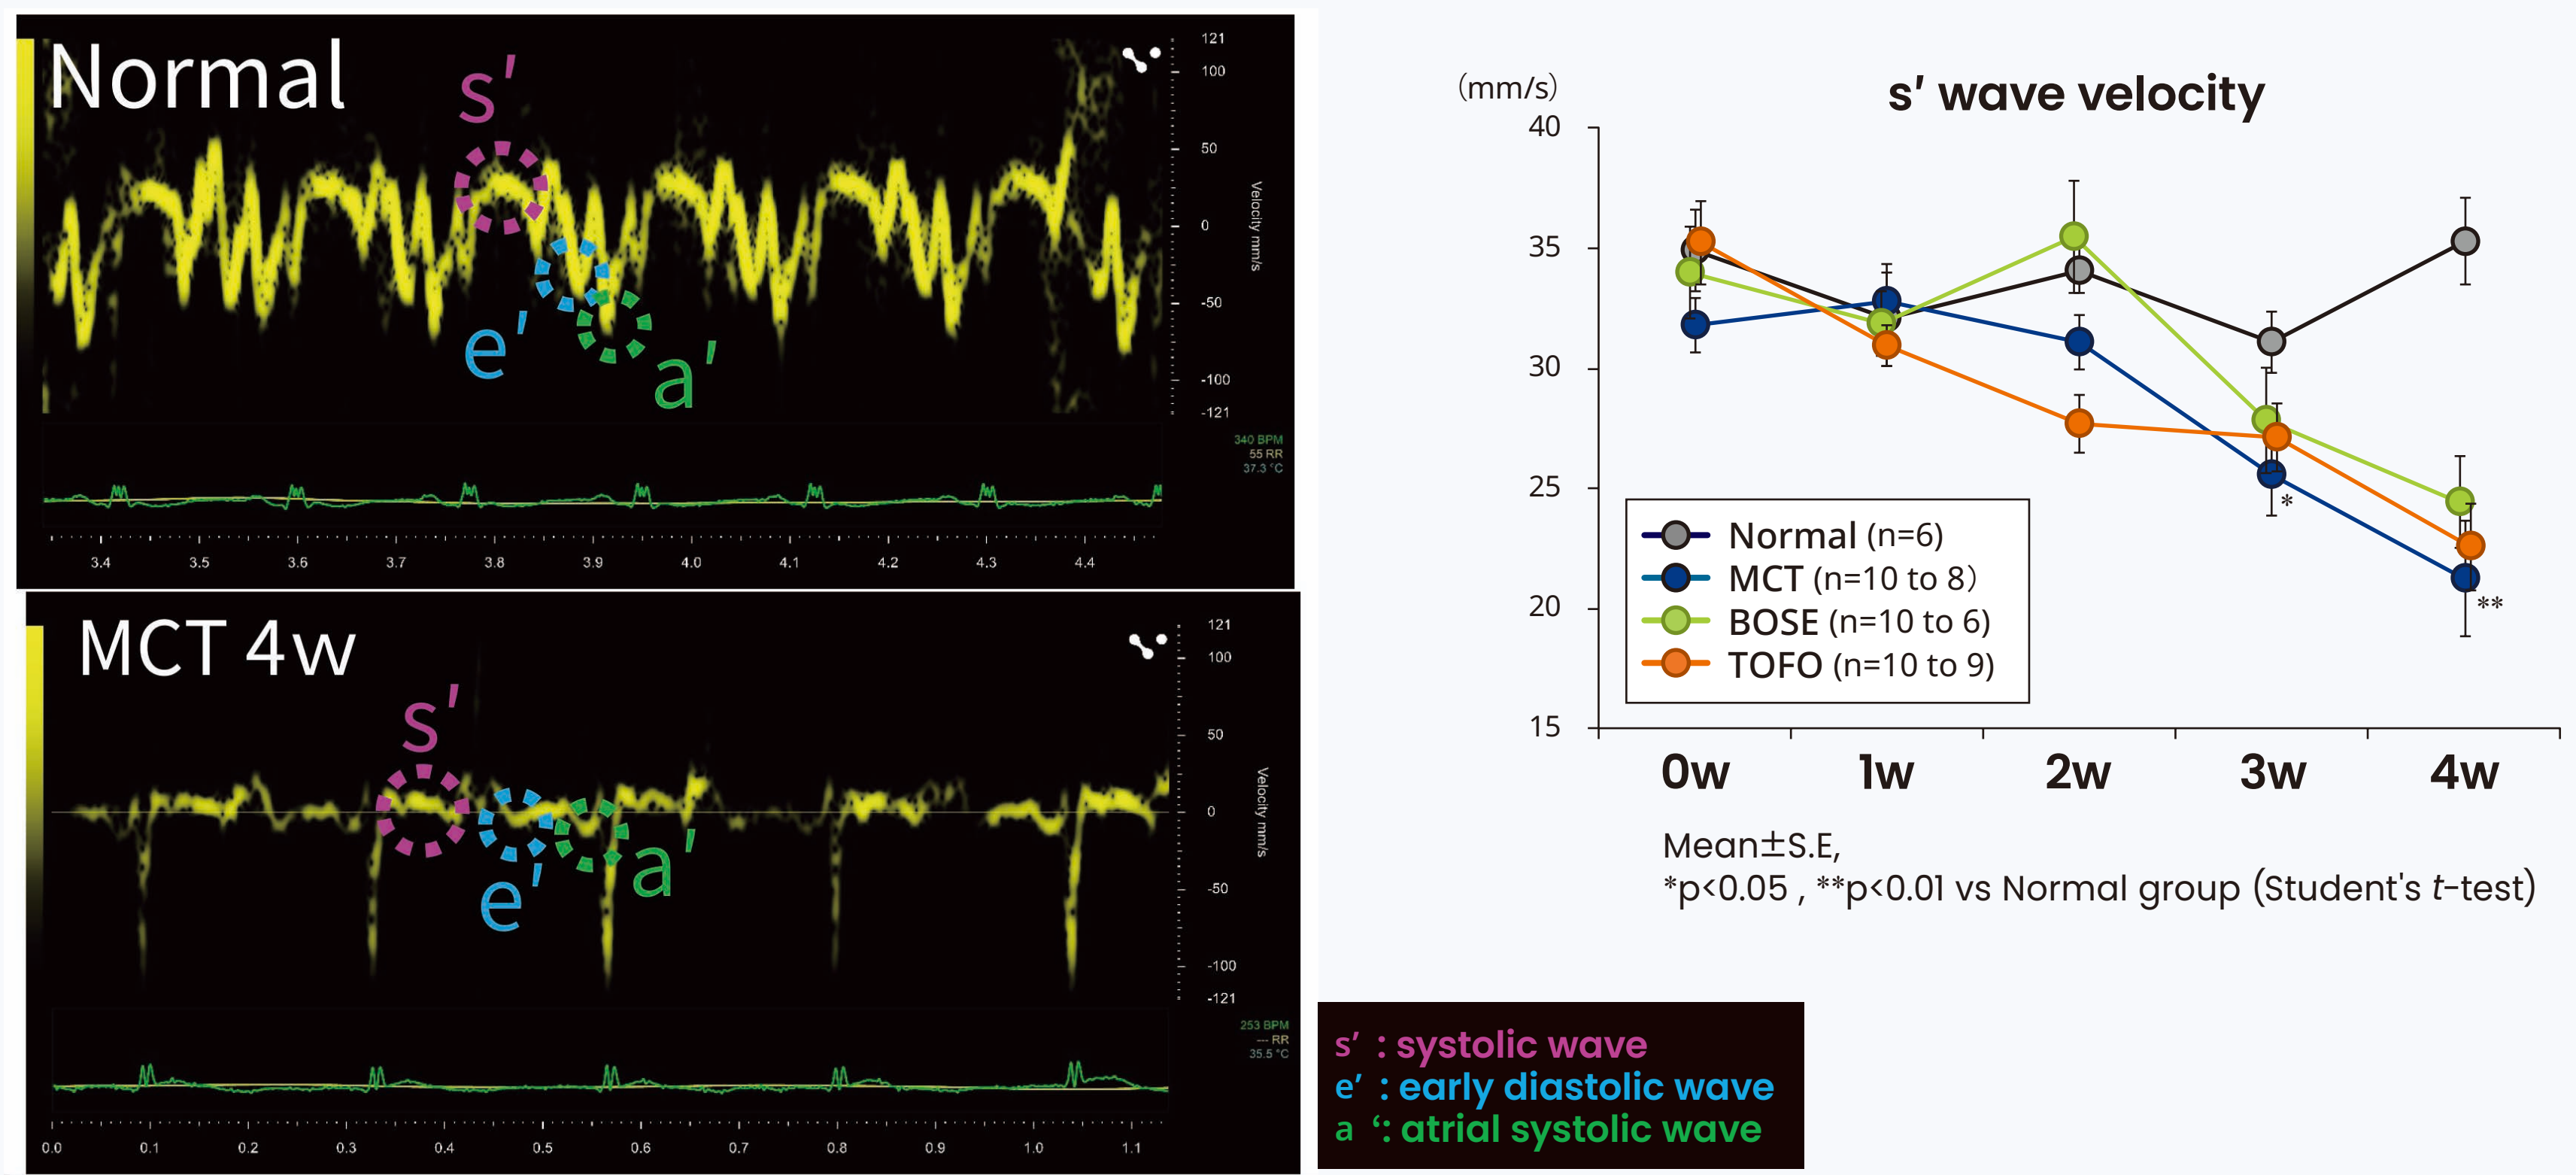 Normal
s′
e′
a′
121
100
50
0
-50
-100
-121
Velocity mm/s
340 BPM
55 RR
37.3 °C
3.4 3.5 3.6 3.7 3.8 3.9 4.0 4.1 4.2 4.3 4.4
MCT 4w
s′
e′
a′
121
100
50
0
-50
-100
-121
Velocity mm/s
253 BPM
--- RR
35.5 °C
0.0 0.1 0.2 0.3 0.4 0.5 0.6 0.7 0.8 0.9 1.0 1.1
(mm/s)
s′ wave velocity
40
35
30
25
20
15
*
**
Normal (n=6)
MCT (n=10 to 8)
BOSE (n=10 to 6)
TOFO (n=10 to 9)
0w 1w 2w 3w 4w
Mean±S.E,
*p<0.05 , **p<0.01 vs Normal group (Student's t-test)
s’ : systolic wave
e’ : early diastolic wave
a ‘: atrial systolic wave